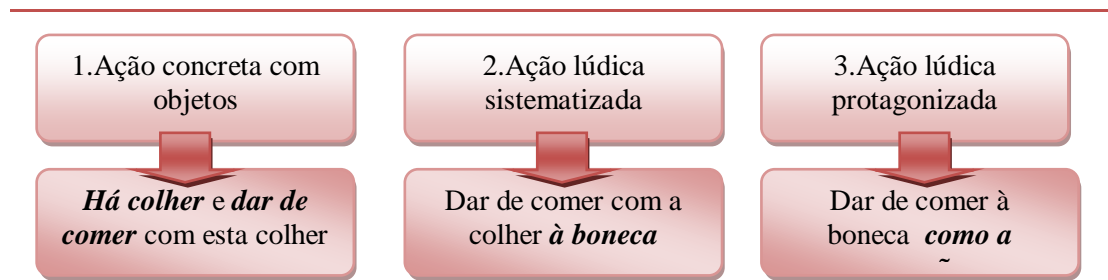 1.Ação concreta com
objetos
2.Ação lúdica
sistematizada
3.Ação lúdica
protagonizada
Há colher e dar de
comer com esta colher
Dar de comer com a
colher à boneca
Dar de comer à
boneca como a